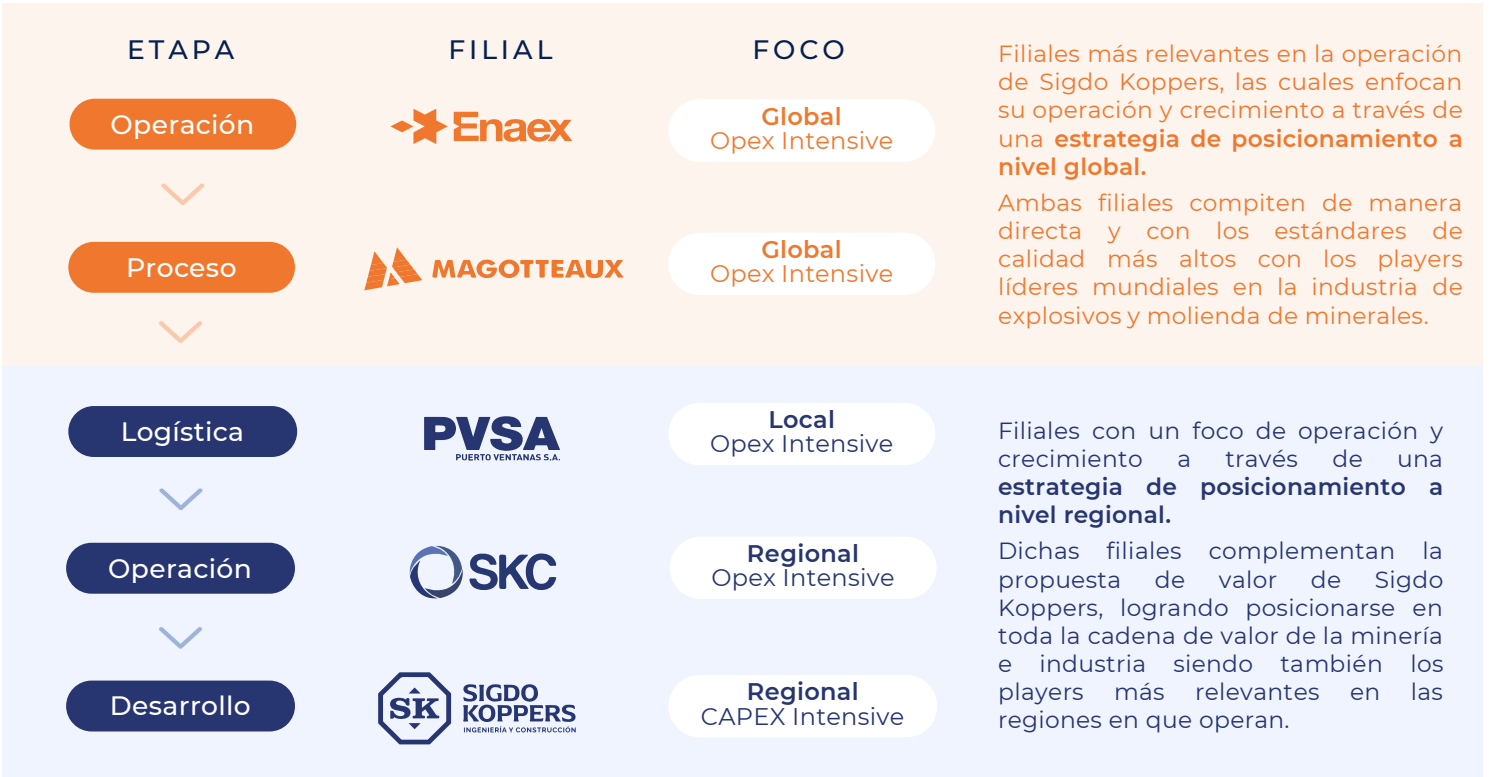 ETAPA
FILIAL
FOCO
Operación
Enaex
Global
Opex Intensive
Proceso
MAGOTTEAUX
Global
Opex Intensive
Filiales más relevantes en la operación
de Sigdo Koppers, las cuales enfocan
su operación y crecimiento a través de
una estrategia de posicionamiento a
nivel global.
Ambas filiales compiten de manera
directa y con los estándares de
calidad más altos con los players
líderes mundiales en la industria de
explosivos y molienda de minerales.
Logística
PVSA
PUERTO VENTANAS S.A.
Local
Opex Intensive
Operación
SKC
Regional
Opex Intensive
Desarrollo
SK
SIGDO
KOPPERS
INGENIERÍA Y CONSTRUCCIÓN
Regional
CAPEX Intensive
Filiales con un foco de operación y
crecimiento a través de una
estrategia de posicionamiento a
nivel regional.
Dichas filiales complementan la
propuesta de valor de Sigdo
Koppers, logrando posicionarse en
toda la cadena de valor de la minería
e industria siendo también los
players más relevantes en las
regiones en que operan.